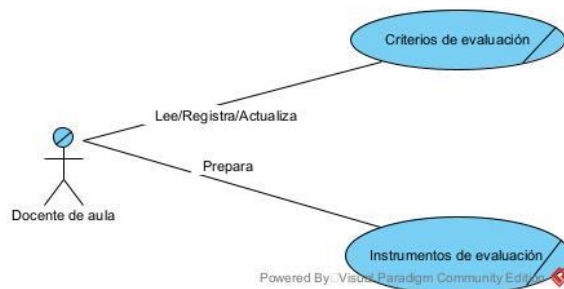 Criterios de evaluación
Lee/Registra/Actualiza
Prepara
Docente de aula
Instrumentos de evaluación
Powered By Visual Paradigm Community Edition